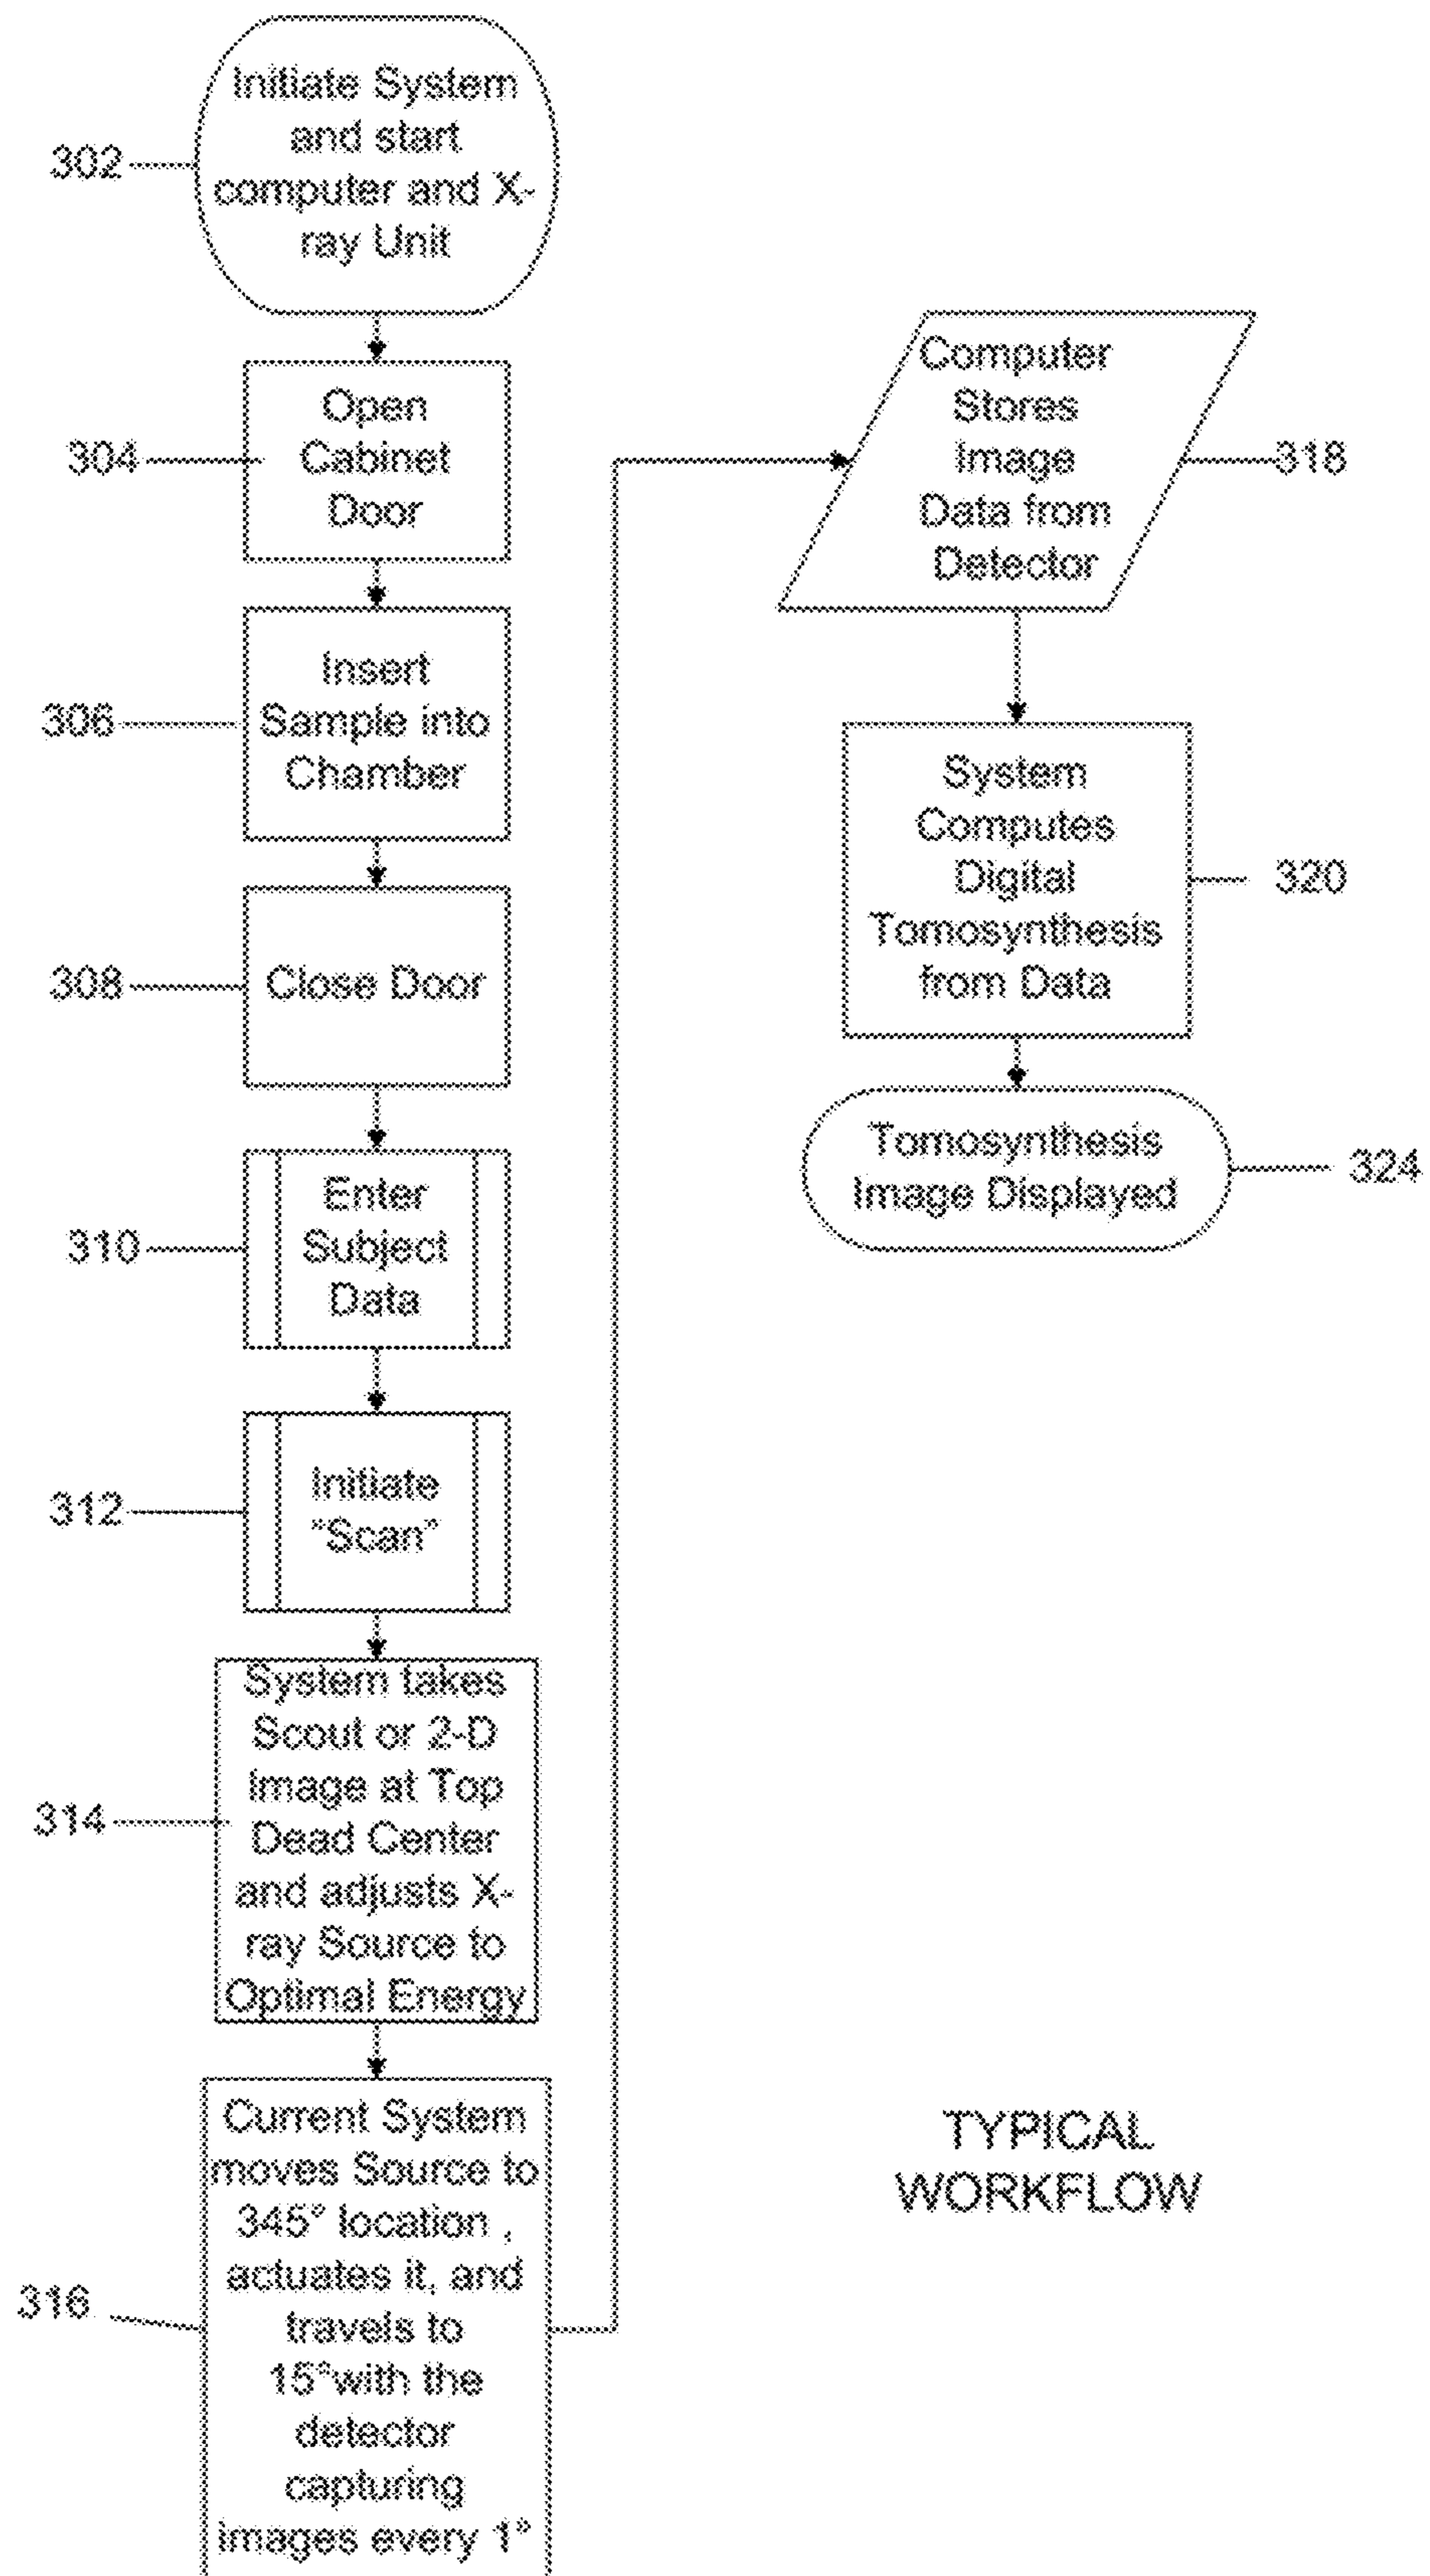 Initiate System
and start
computer and X-
ray Unit
302
Open
Cabinet
Door
304
Insert
Sample into
Chamber
306
Close Door
308
Enter
Subject
Data
310
Initiate
“Scan”
312
System takes
Scout or 2-D
image at Top
Dead Center
and adjusts X-
ray Source to
Optimal Energy
314
Current System
moves Source to
345° location ,
actuates it, and
travels to
15°with the
detector
capturing
images every 1°
316
Computer
Stores
Image
Data from
Detector
318
System
Computes
Digital
Tomosynthesis
from Data
320
Tomosynthesis
Image Displayed
324
TYPICAL
WORKFLOW